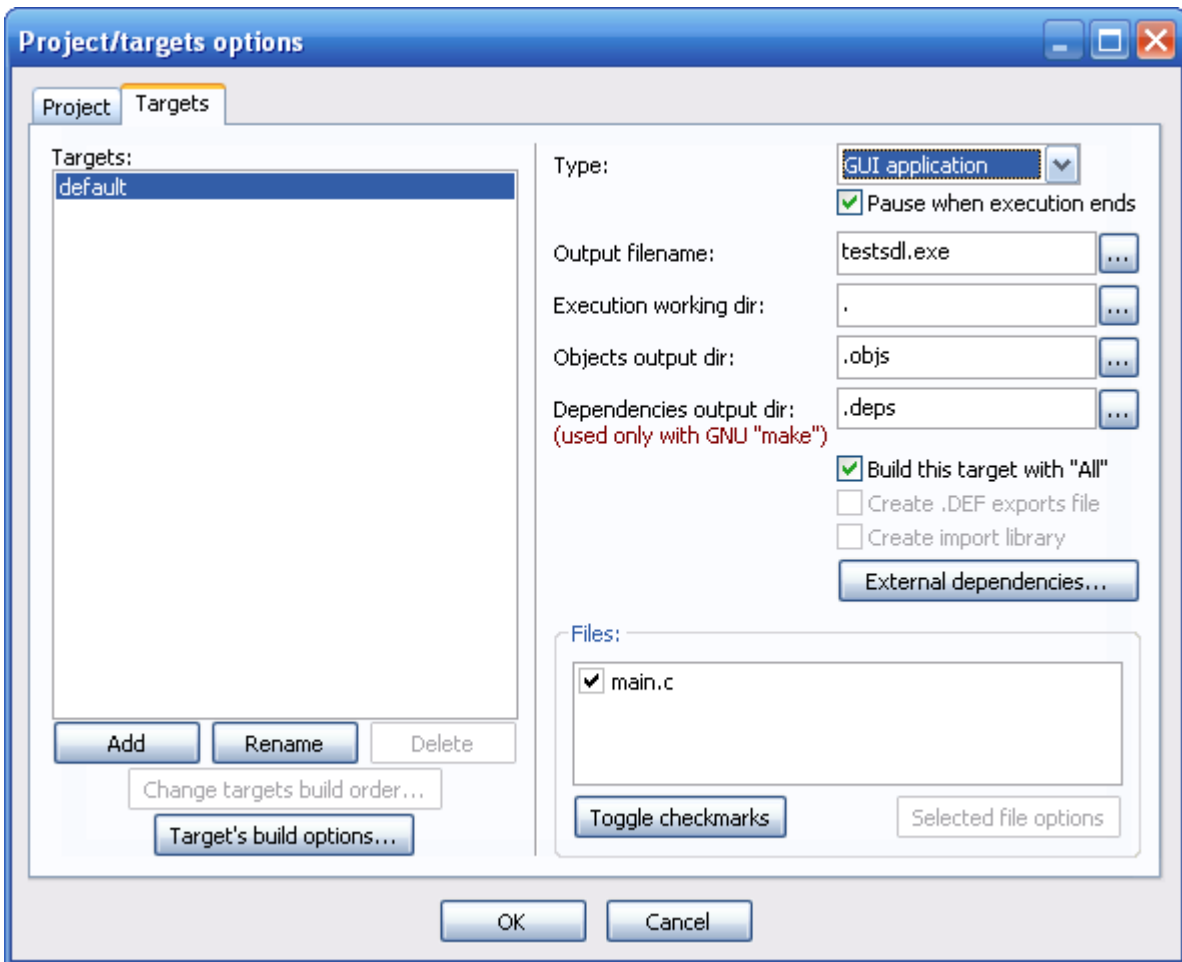 Project/targets options
Project
Targets
Targets:
default
Add
Rename
Delete
Change targets build order...
Target's build options...
Type:
GUI application
Pause when execution ends
Output filename:
testsdl.exe
...
Execution working dir:
.
...
Objects output dir:
.objs
...
Dependencies output dir:
(used only with GNU "make")
.deps
...
Build this target with "All"
Create .DEF exports file
Create import library
External dependencies...
Files:
main.c
Toggle checkmarks
Selected file options
OK
Cancel